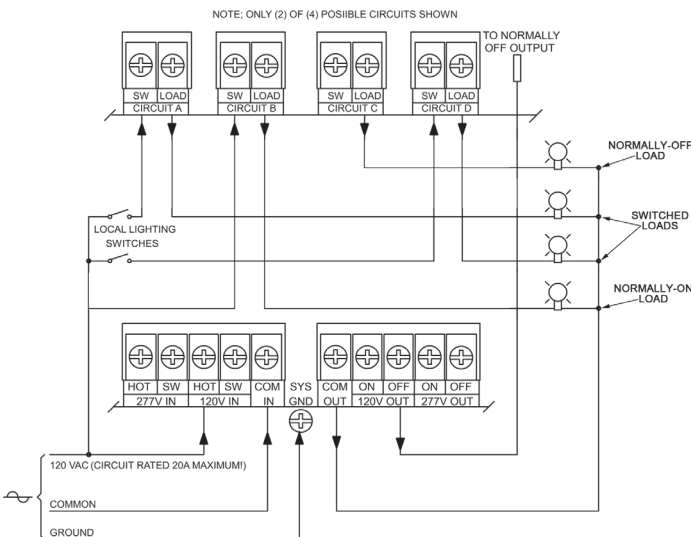 NOTE; ONLY (2) OF (4) POSIIBLE CIRCUITS SHOWN
TO NORMALLY
OFF OUTPUT
SW LOAD SW LOAD SW LOAD SW LOAD
CIRCUIT A CIRCUIT B CIRCUIT C CIRCUIT D
NORMALLY-OFF
LOAD
SWITCHED
LOADS
LOCAL LIGHTING
SWITCHES
NORMALLY-ON
LOAD
HOT SW HOT SW COM SYS COM ON OFF ON OFF
277V IN 120V IN IN GND OUT 120V OUT 277V OUT
120 VAC (CIRCUIT RATED 20A MAXIMUM!)
COMMON
GROUND